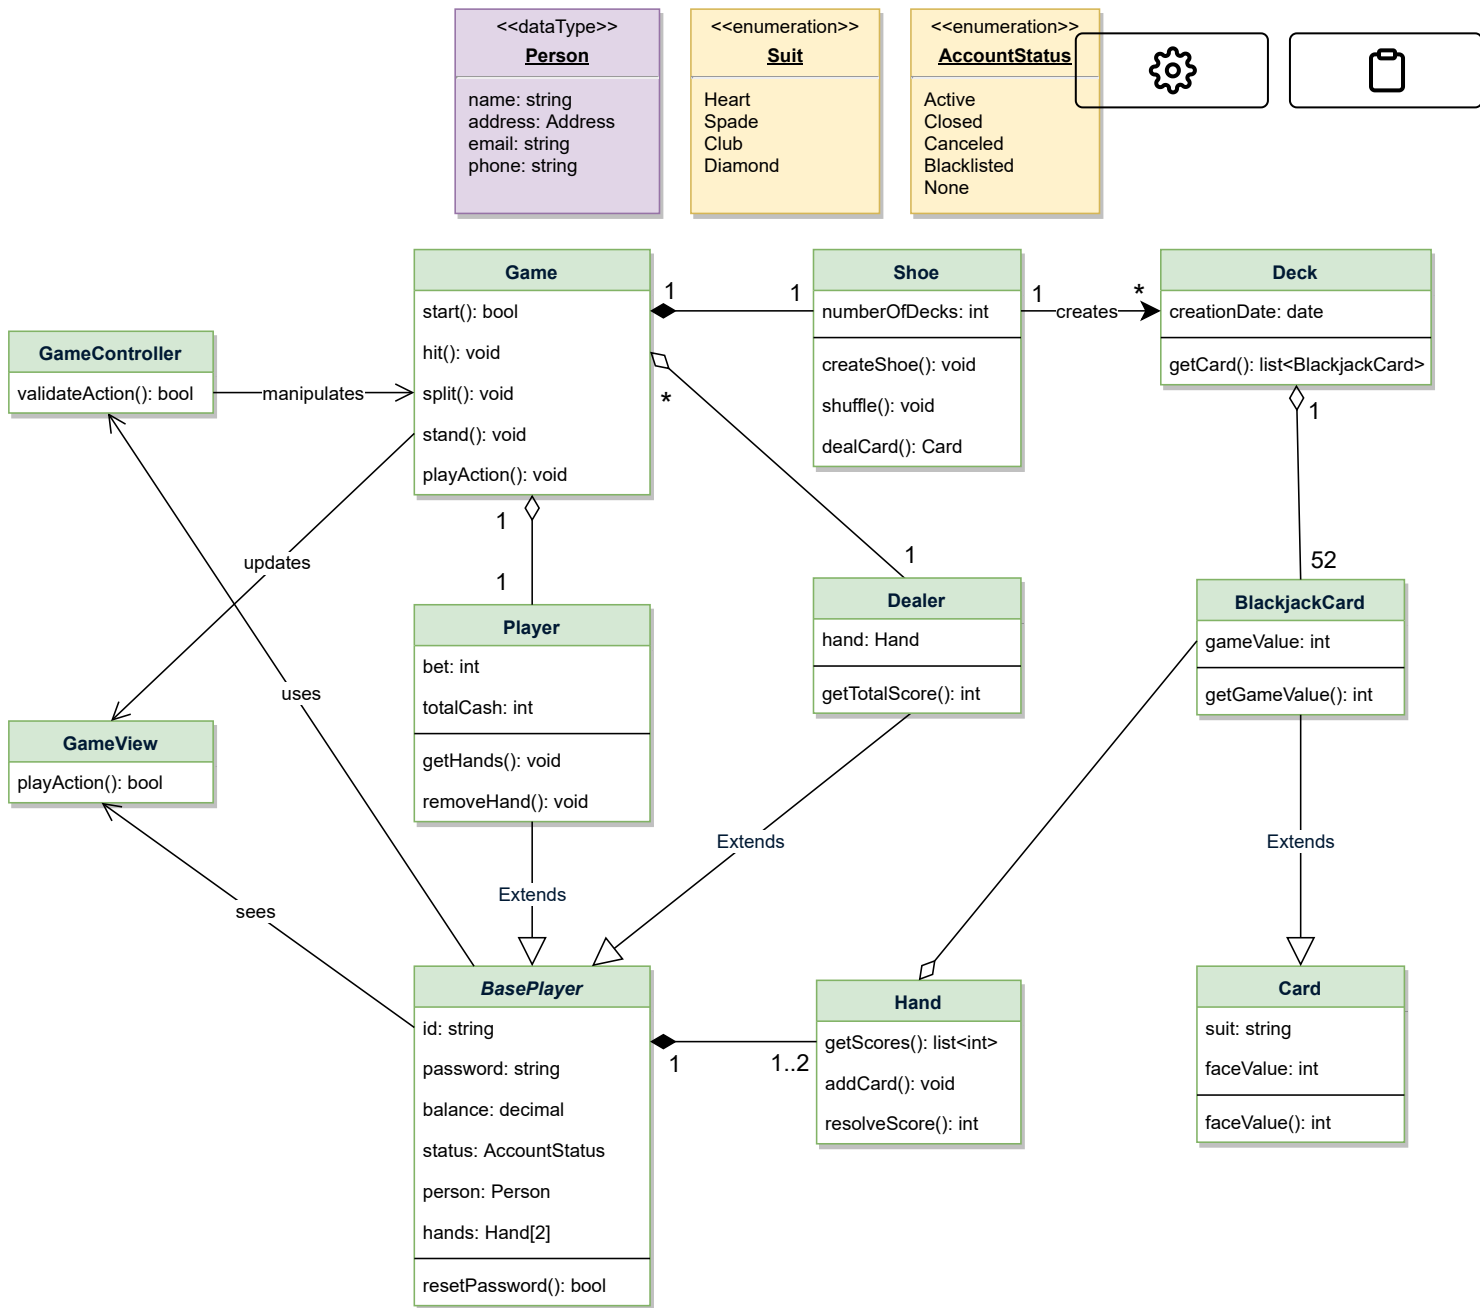 <<dataType>>
Person
name: string
address: Address
email: string
phone: string
<<enumeration>>
Suit
Heart
Spade
Club
Diamond
<<enumeration>>
AccountStatus
Active
Closed
Canceled
Blacklisted
None
Game
start(): bool
hit(): void
split(): void
stand(): void
playAction(): void
1
1
Shoe
numberOfDecks: int
createShoe(): void
shuffle(): void
dealCard(): Card
1
creates
*
Deck
creationDate: date
getCard(): list<BlackjackCard>
GameController
validateAction(): bool
manipulates
*
1
1
1
updates
1
52
Player
bet: int
totalCash: int
getHands(): void
removeHand(): void
Dealer
hand: Hand
getTotalScore(): int
BlackjackCard
gameValue: int
getGameValue(): int
uses
GameView
playAction(): bool
Extends
Extends
Extends
sees
BasePlayer
id: string
password: string
balance: decimal
status: AccountStatus
person: Person
hands: Hand[2]
resetPassword(): bool
1
1..2
Hand
getScores(): list<int>
addCard(): void
resolveScore(): int
Card
suit: string
faceValue: int
faceValue(): int